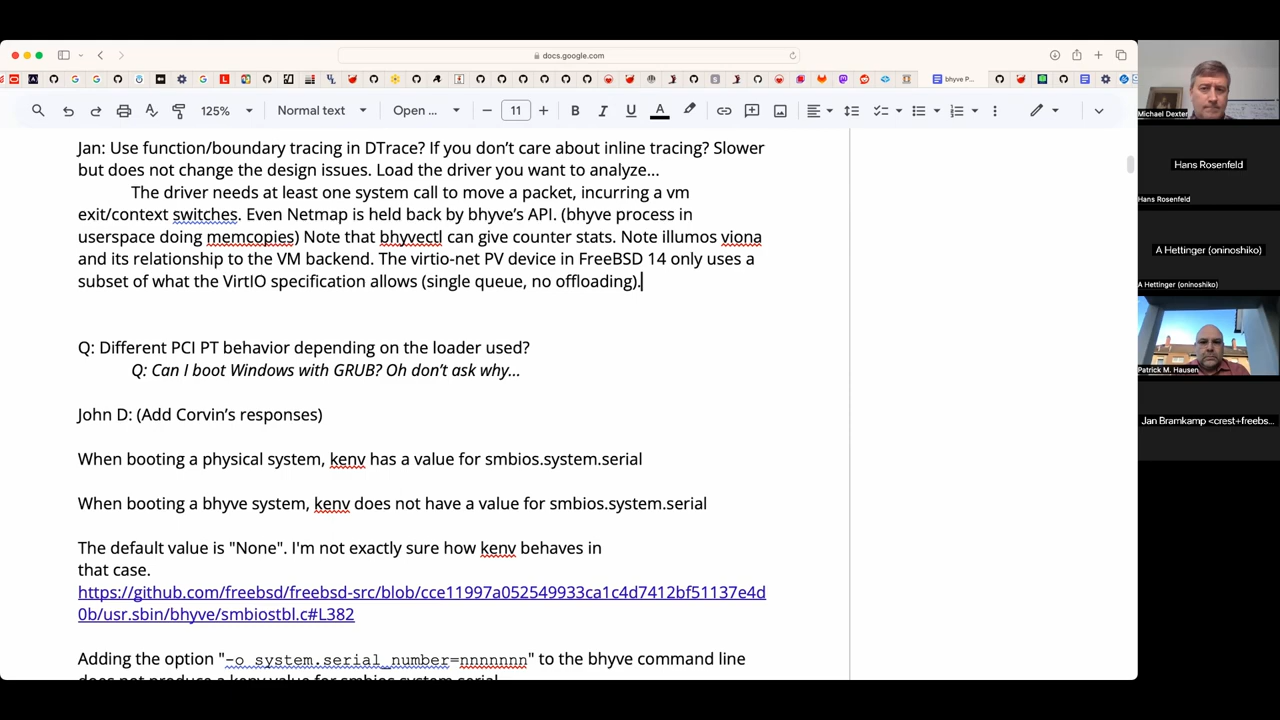 docs.google.com
bhyve P...
125%
Normal text
Open ...
11
Jan: Use function/boundary tracing in DTrace? If you don’t care about inline tracing? Slower
but does not change the design issues. Load the driver you want to analyze...
The driver needs at least one system call to move a packet, incurring a vm
exit/context switches. Even Netmap is held back by bhyve’s API. (bhyve process in
userspace doing memcopies) Note that bhyvectl can give counter stats. Note illumos viona
and its relationship to the VM backend. The virtio-net PV device in FreeBSD 14 only uses a
subset of what the VirtIO specification allows (single queue, no offloading).
Q: Different PCI PT behavior depending on the loader used?
Q: Can I boot Windows with GRUB? Oh don’t ask why...
John D: (Add Corvin’s responses)
When booting a physical system, kenv has a value for smbios.system.serial
When booting a bhyve system, kenv does not have a value for smbios.system.serial
The default value is "None". I'm not exactly sure how kenv behaves in
that case.
https://github.com/freebsd/freebsd-src/blob/cce11997a052549933ca1c4d7412bf51137e4d
0b/usr.sbin/bhyve/smbiostbl.c#L382
Adding the option "-o system.serial_number=nnnnnnn" to the bhyve command line
does not produce a kenv value for smbios.system.serial
Michael Dexter
Hans Rosenfeld
Hans Rosenfeld
A Hettinger (oninoshiko)
A Hettinger (oninoshiko)
Patrick M. Hausen
Jan Bramkamp <crest+freebs...